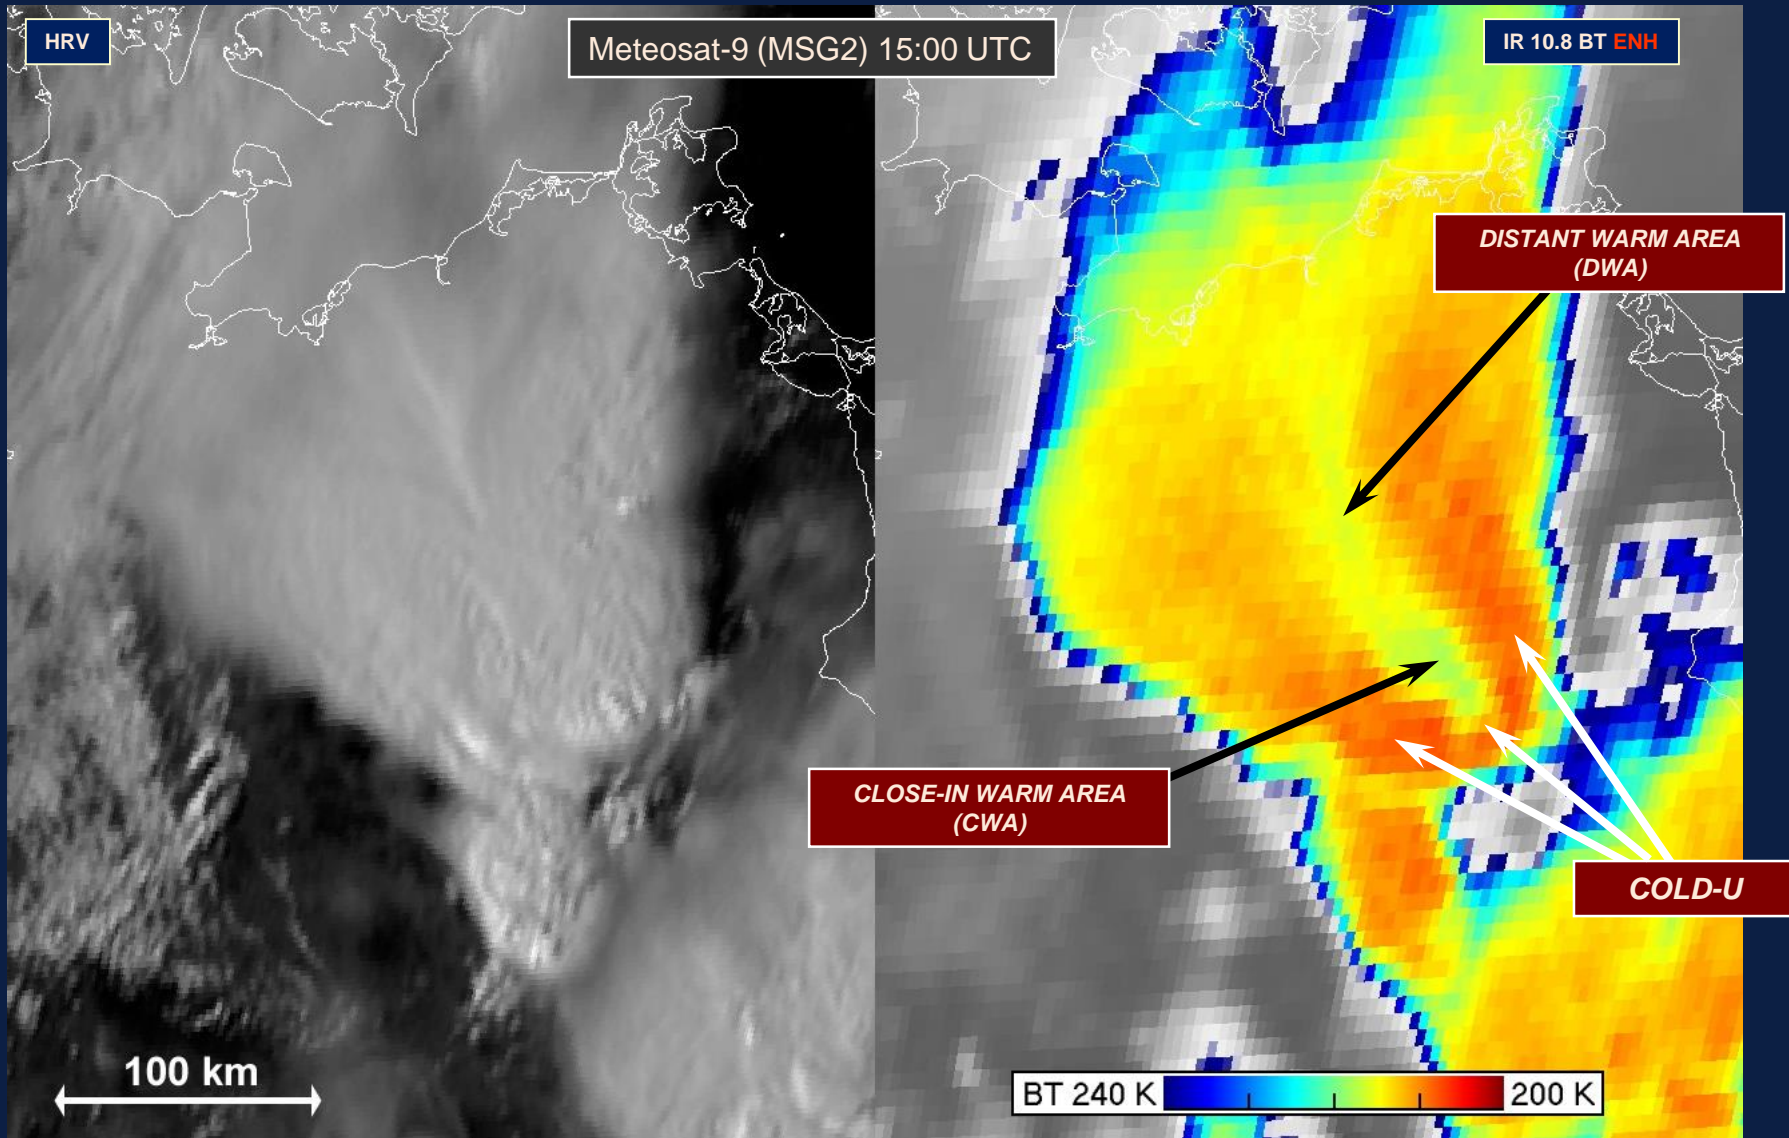 HRV
Meteosat-9 (MSG2) 15:00 UTC
IR 10.8 BT ENH
DISTANT WARM AREA
(DWA)
CLOSE-IN WARM AREA
(CWA)
COLD-U
100 km
BT 240 K
200 K